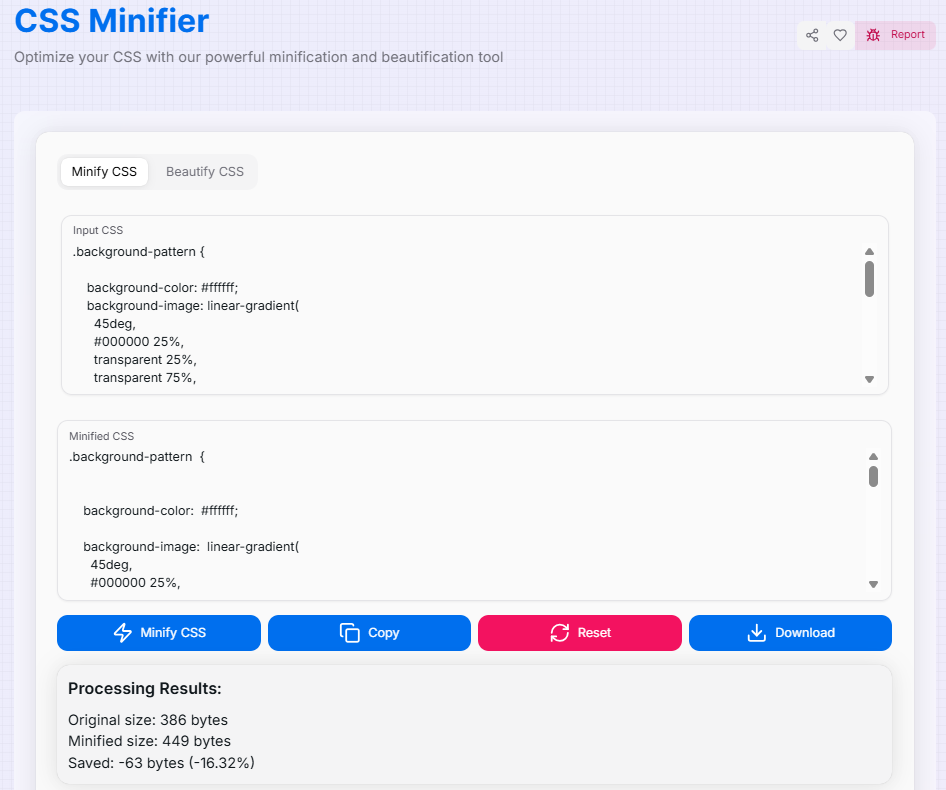 CSS Minifier
Optimize your CSS with our powerful minification and beautification tool
Report
Minify CSS
Beautify CSS
Input CSS
.background-pattern {
background-color: #ffffff;
background-image: linear-gradient(
45deg,
#000000 25%,
transparent 25%,
transparent 75%,
Minified CSS
.background-pattern  {
background-color:  #ffffff;
background-image:  linear-gradient(
45deg,
#000000 25%,
Minify CSS
Copy
Reset
Download
Processing Results:
Original size: 386 bytes
Minified size: 449 bytes
Saved: -63 bytes (-16.32%)